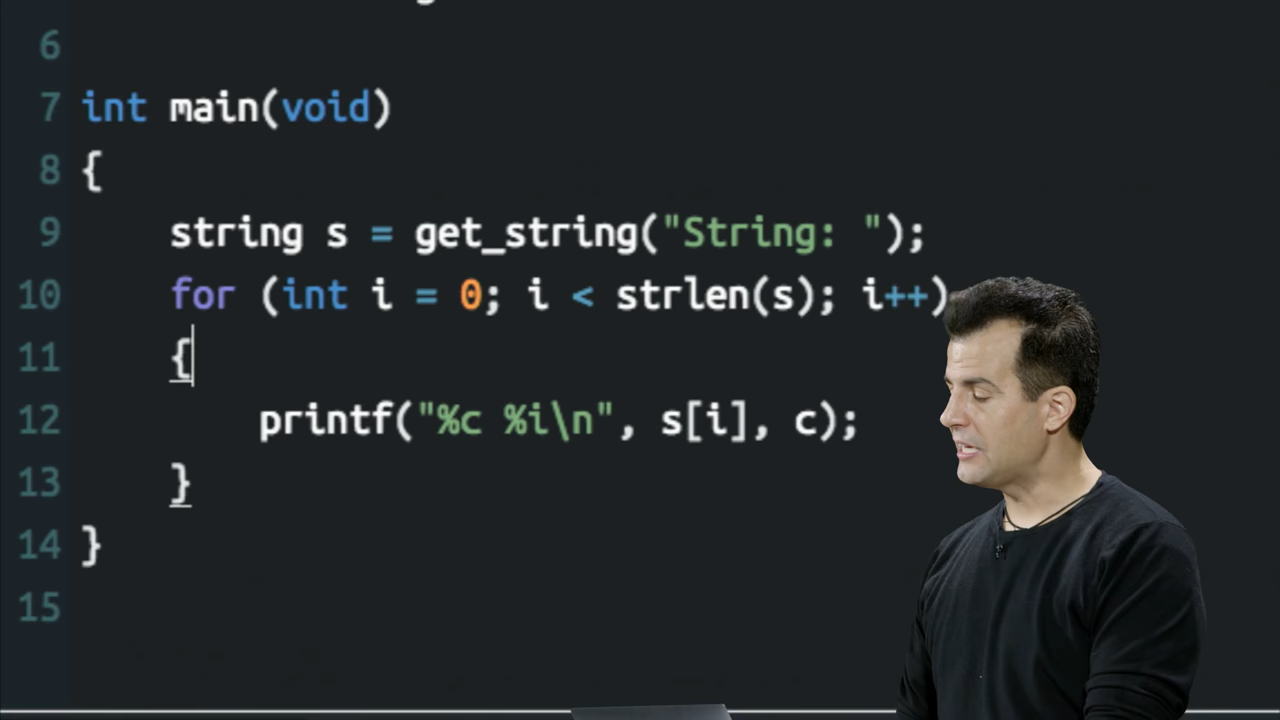 6
7 int main(void)
8 {
9 string s = get_string("String: ");
10 for (int i = 0; i < strlen(s); i++)
11 {
12 printf("%c %i\n", s[i], c);
13 }
14 }
15